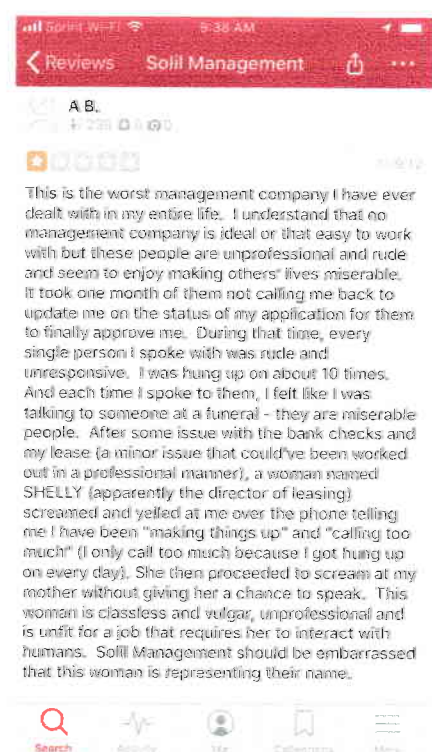 Sprint Wi-Fi 9:38 AM
Reviews Solil Management
A B.
This is the worst management company I have ever
dealt with in my entire life. I understand that no
management company is ideal or that easy to work
with but these people are unprofessional and rude
and seem to enjoy making others' lives miserable.
It took one month of them not calling me back to
update me on the status of my application for them
to finally approve me. During that time, every
single person I spoke with was rude and
unresponsive. I was hung up on about 10 times.
And each time I spoke to them, I felt like I was
talking to someone at a funeral - they are miserable
people. After some issue with the bank checks and
my lease (a minor issue that could've been worked
out in a professional manner), a woman named
SHELLY (apparently the director of leasing)
screamed and yelled at me over the phone telling
me I have been "making things up" and "calling too
much" (I only call too much because I got hung up
on every day). She then proceeded to scream at my
mother without giving her a chance to speak. This
woman is classless and vulgar, unprofessional and
is unfit for a job that requires her to interact with
humans. Solil Management should be embarrassed
that this woman is representing their name.
Search Activity Me Collections More